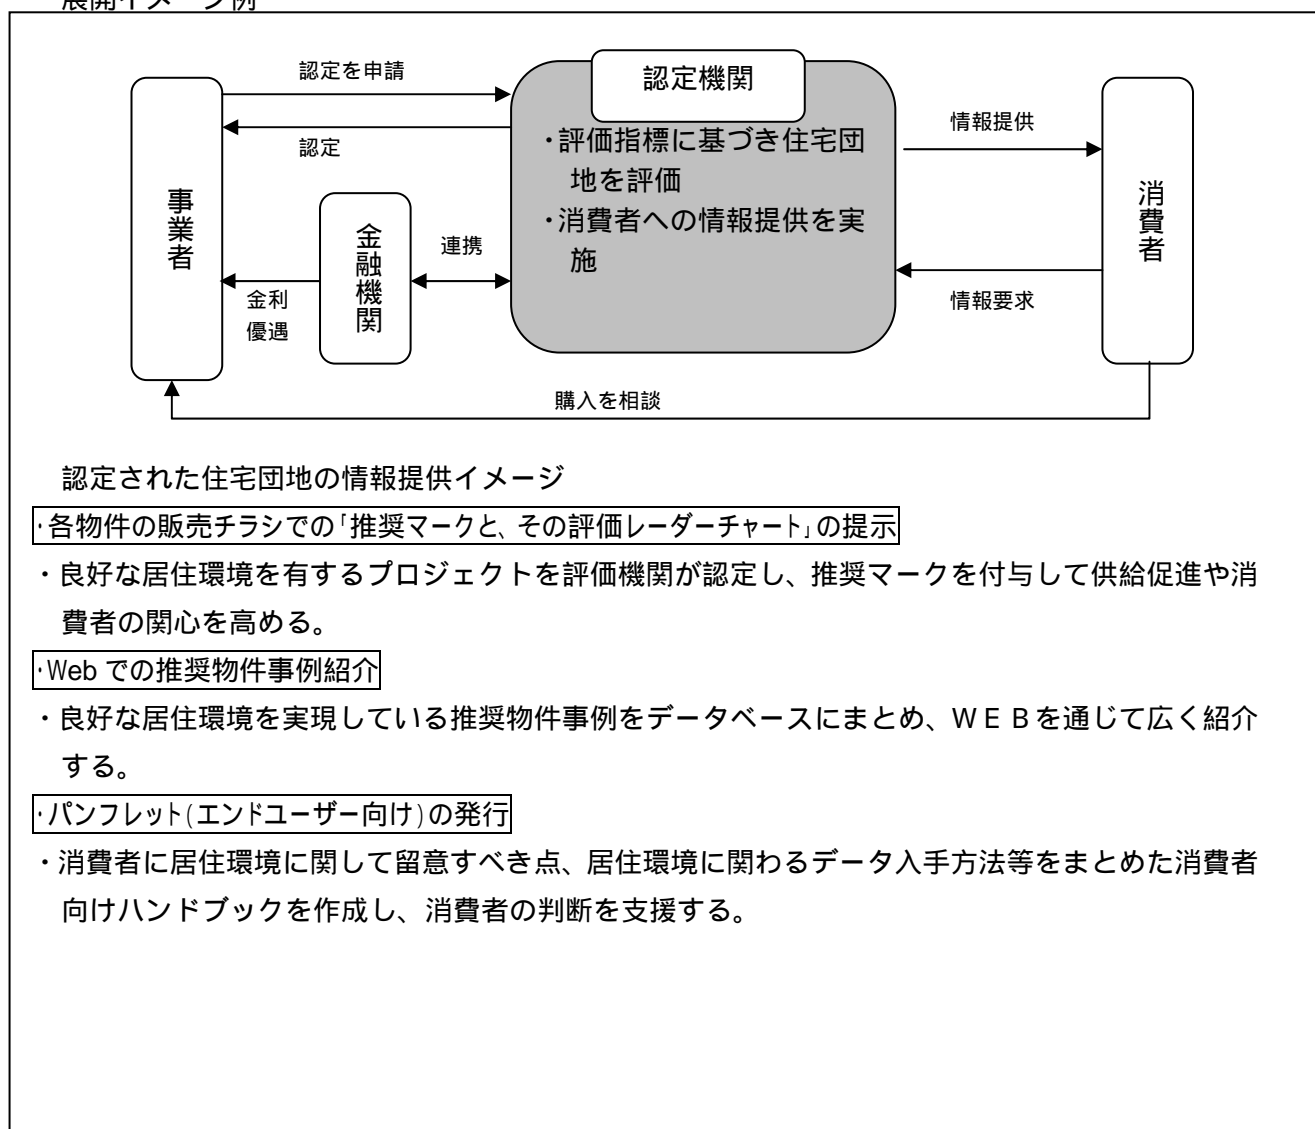 展開イメージ例
認定を申請
認定機関
認定
・評価指標に基づき住宅団
地を評価
・消費者への情報提供を実
施
情報提供
事業者
金融機関
連携
消費者
金利
優遇
情報要求
購入を相談
認定された住宅団地の情報提供イメージ
・各物件の販売チラシでの「推奨マークと、その評価レーダーチャート」の提示
・良好な居住環境を有するプロジェクトを評価機関が認定し、推奨マークを付与して供給促進や消
費者の関心を高める。
・Web での推奨物件事例紹介
・良好な居住環境を実現している推奨物件事例をデータベースにまとめ、ＷＥＢを通じて広く紹介
する。
・パンフレット(エンドユーザー向け)の発行
・消費者に居住環境に関して留意すべき点、居住環境に関わるデータ入手方法等をまとめた消費者
向けハンドブックを作成し、消費者の判断を支援する。